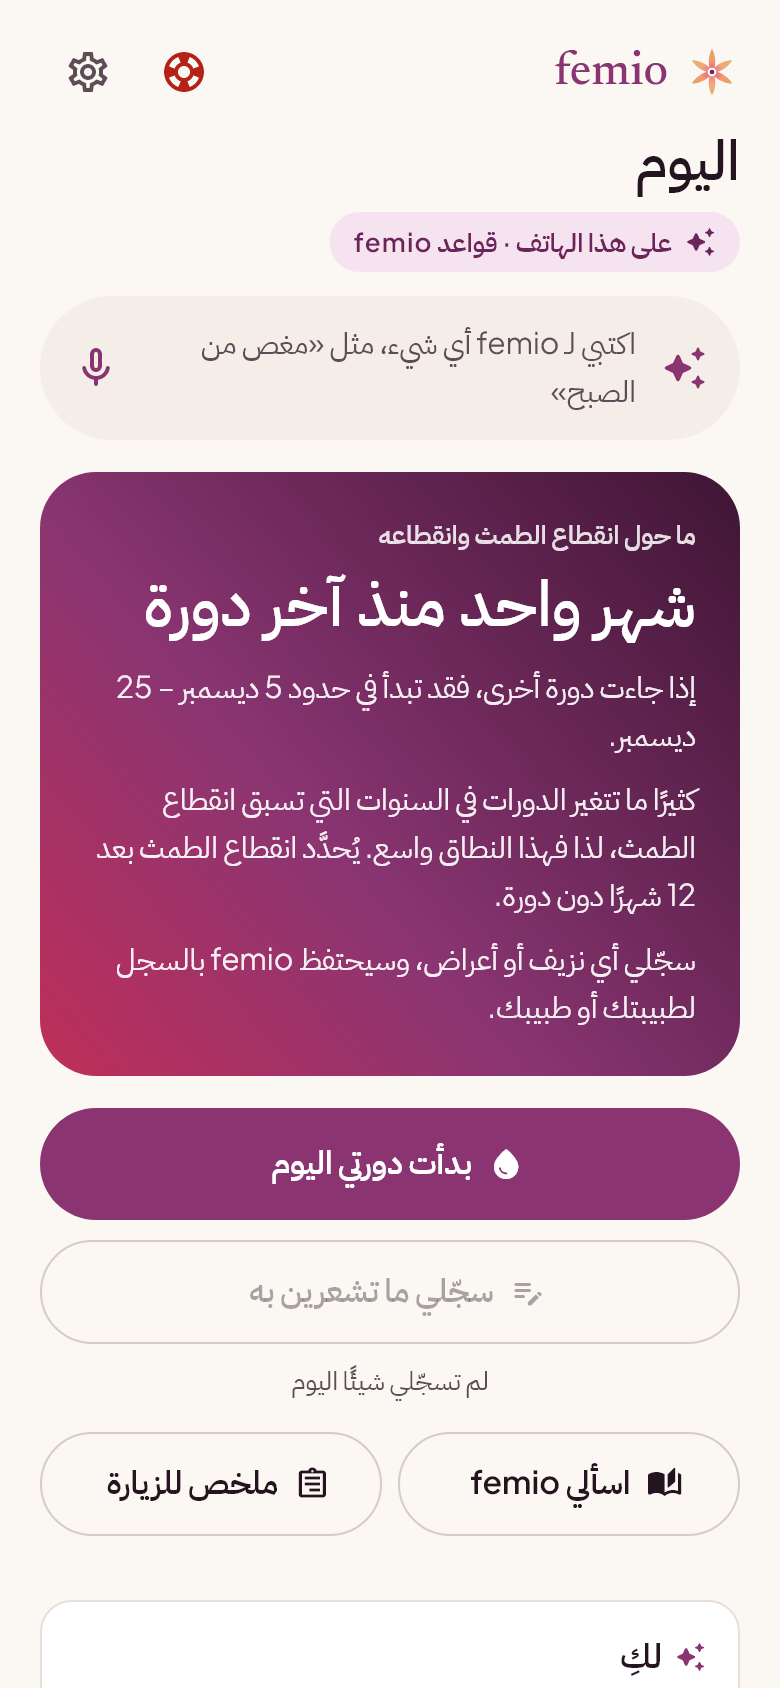 femio
اليوم
على هذا الهاتف · قواعد femio
اكتبي لـ femio أي شيء، مثل «مغص من
الصبح»
ما حول انقطاع الطمث وانقطاعه
شهر واحد منذ آخر دورة
إذا جاءت دورة أخرى، فقد تبدأ في حدود 5 ديسمبر – 25
ديسمبر.
كثيرًا ما تتغير الدورات في السنوات التي تسبق انقطاع
الطمث، لذا فهذا النطاق واسع. يُحدَّد انقطاع الطمث بعد
12 شهرًا دون دورة.
سجّلي أي نزيف أو أعراض، وسيحتفظ femio بالسجل
لطبيبتك أو طبيبك.
بدأت دورتي اليوم
سجّلي ما تشعرين به
لم تسجّلي شيئًا اليوم
اسألي femio
ملخص للزيارة
لكِ